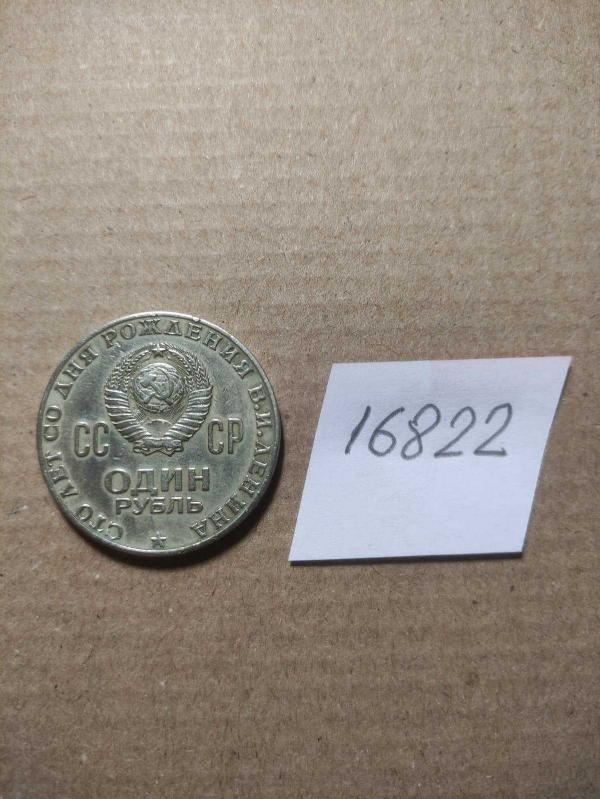 СТО ЛЕТ СО ДНЯ РОЖДЕНИЯ В.И.ЛЕНИНА
СС СР
ОДИН
РУБЛЬ
16822